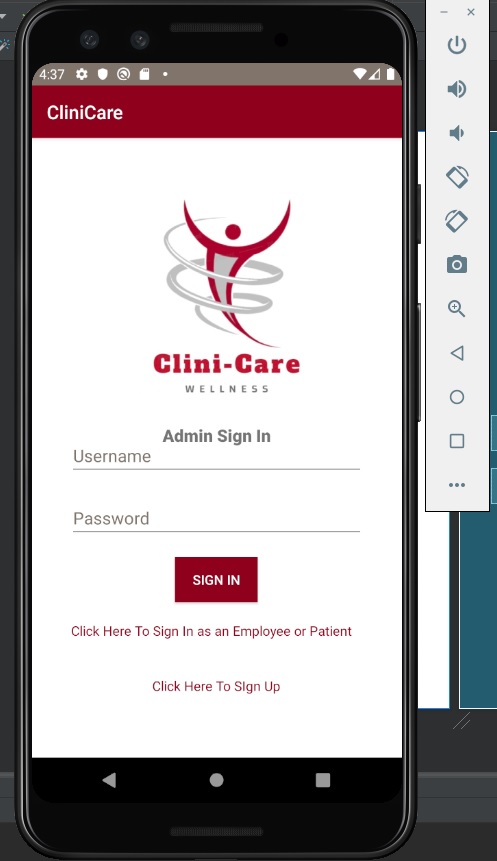 4:37
CliniCare
Clini-Care
WELLNESS
Admin Sign In
Username
Password
SIGN IN
Click Here To Sign In as an Employee or Patient
Click Here To SIgn Up